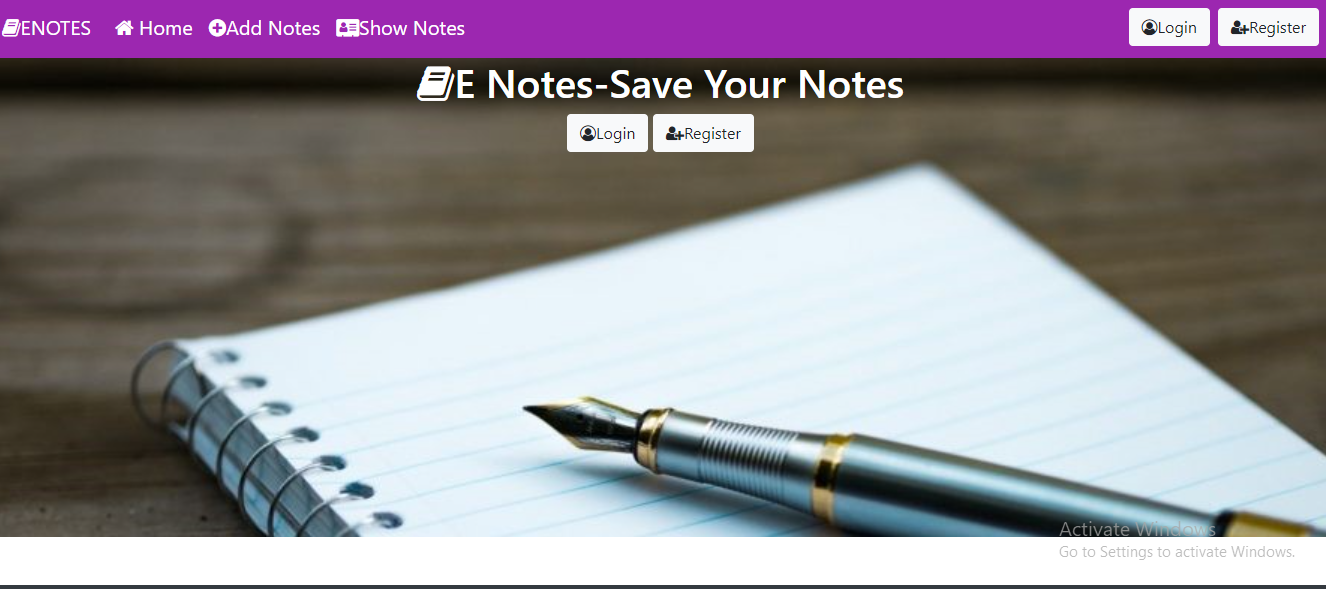 ENOTES Home Add Notes Show Notes Login Register
E Notes-Save Your Notes
Login Register
Activate Windows
Go to Settings to activate Windows.